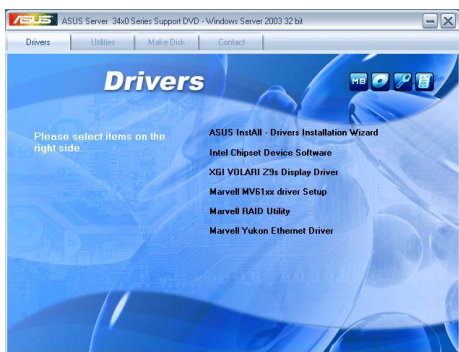 ASUS
ASUS Server 34x0 Series Support DVD - Windows Server 2003 32 bit
Drivers
Utilities
Make Disk
Contact
Drivers
MB
Please select items on the
right side.
ASUS InstAll - Drivers Installation Wizard
Intel Chipset Device Software
XGI VOLARI Z9s Display Driver
Marvell MV61xx driver Setup
Marvell RAID Utility
Marvell Yukon Ethernet Driver